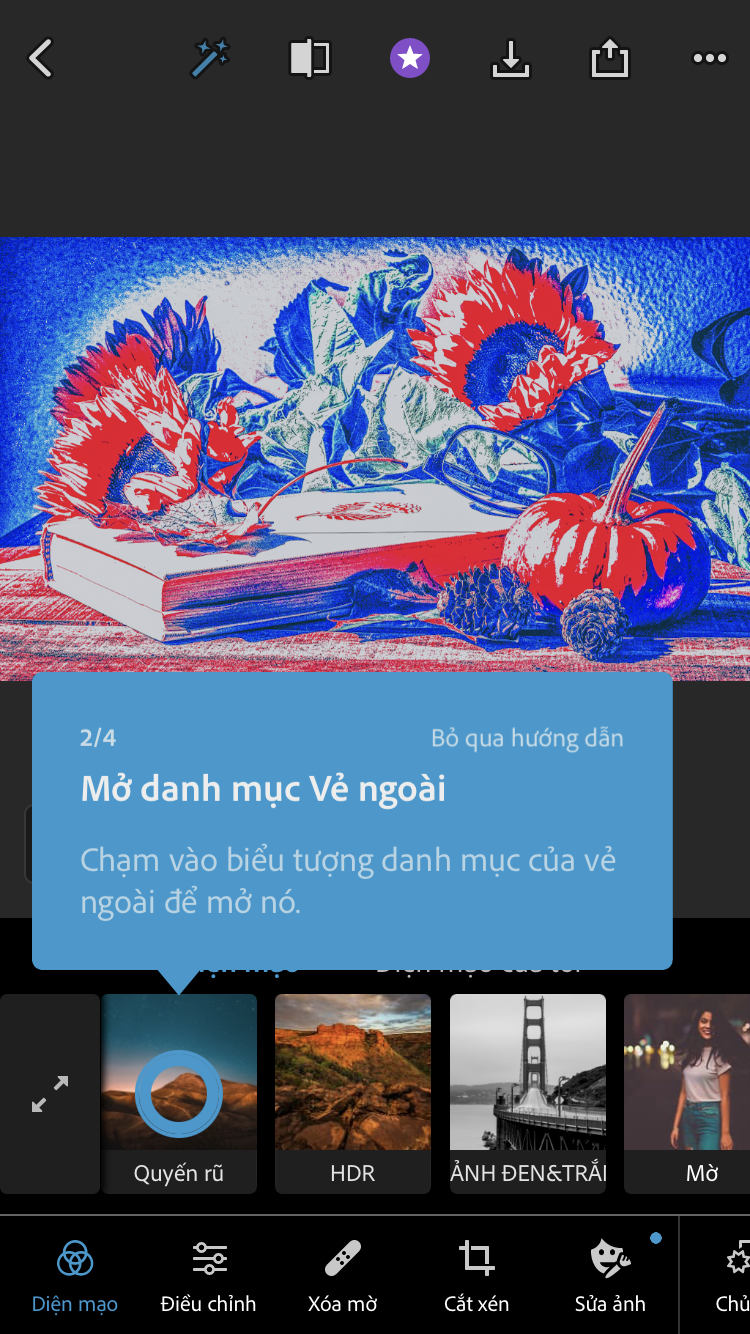 2/4
Bỏ qua hướng dẫn
Mở danh mục Vẻ ngoài
Chạm vào biểu tượng danh mục của vẻ
ngoài để mở nó.
Quyến rũ
HDR
ẢNH ĐEN&TRẮ
Mờ
Diện mạo
Điều chỉnh
Xóa mờ
Cắt xén
Sửa ảnh
Chủ